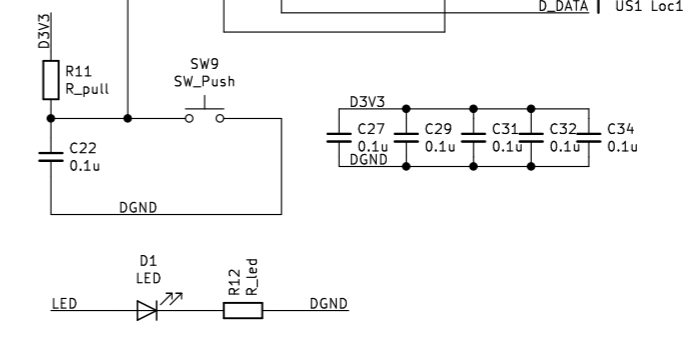 D_DATA
US1 Loc1
D3V3
R11
R_pull
SW9
SW_Push
C22
0.1u
DGND
D3V3
C27
0.1u
C29
0.1u
C31
0.1u
C32
0.1u
C34
0.1u
DGND
D1
LED
R12
R_led
LED
DGND